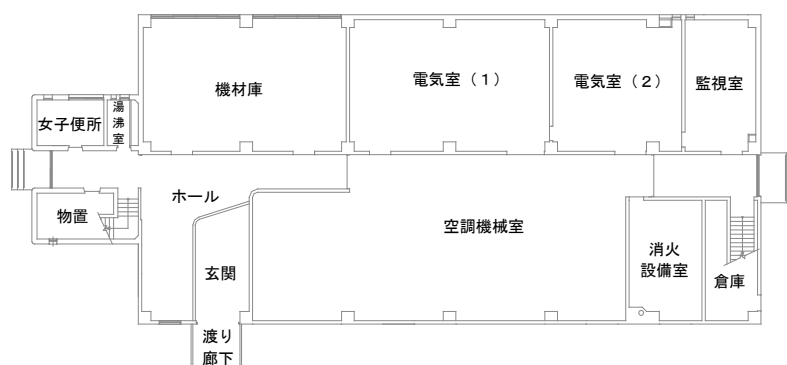 機材庫
電気室（１）
電気室（２）
監視室
女子便所
湯
沸
室
ホール
物置
空調機械室
消火
設備室
倉庫
玄関
渡り
廊下